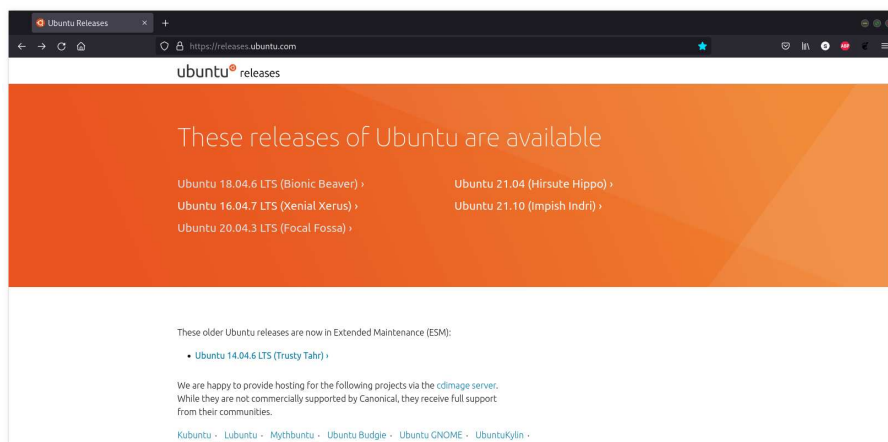 Ubuntu Releases
https://releases.ubuntu.com
ubuntu releases
These releases of Ubuntu are available
Ubuntu 18.04.6 LTS (Bionic Beaver) ›
Ubuntu 16.04.7 LTS (Xenial Xerus) ›
Ubuntu 20.04.3 LTS (Focal Fossa) ›
Ubuntu 21.04 (Hirsute Hippo) ›
Ubuntu 21.10 (Impish Indri) ›
These older Ubuntu releases are now in Extended Maintenance (ESM):
• Ubuntu 14.04.6 LTS (Trusty Tahr) ›
We are happy to provide hosting for the following projects via the cdimage server.
While they are not commercially supported by Canonical, they receive full support
from their communities.
Kubuntu · Lubuntu · Mythbuntu · Ubuntu Budgie · Ubuntu GNOME · UbuntuKylin ·